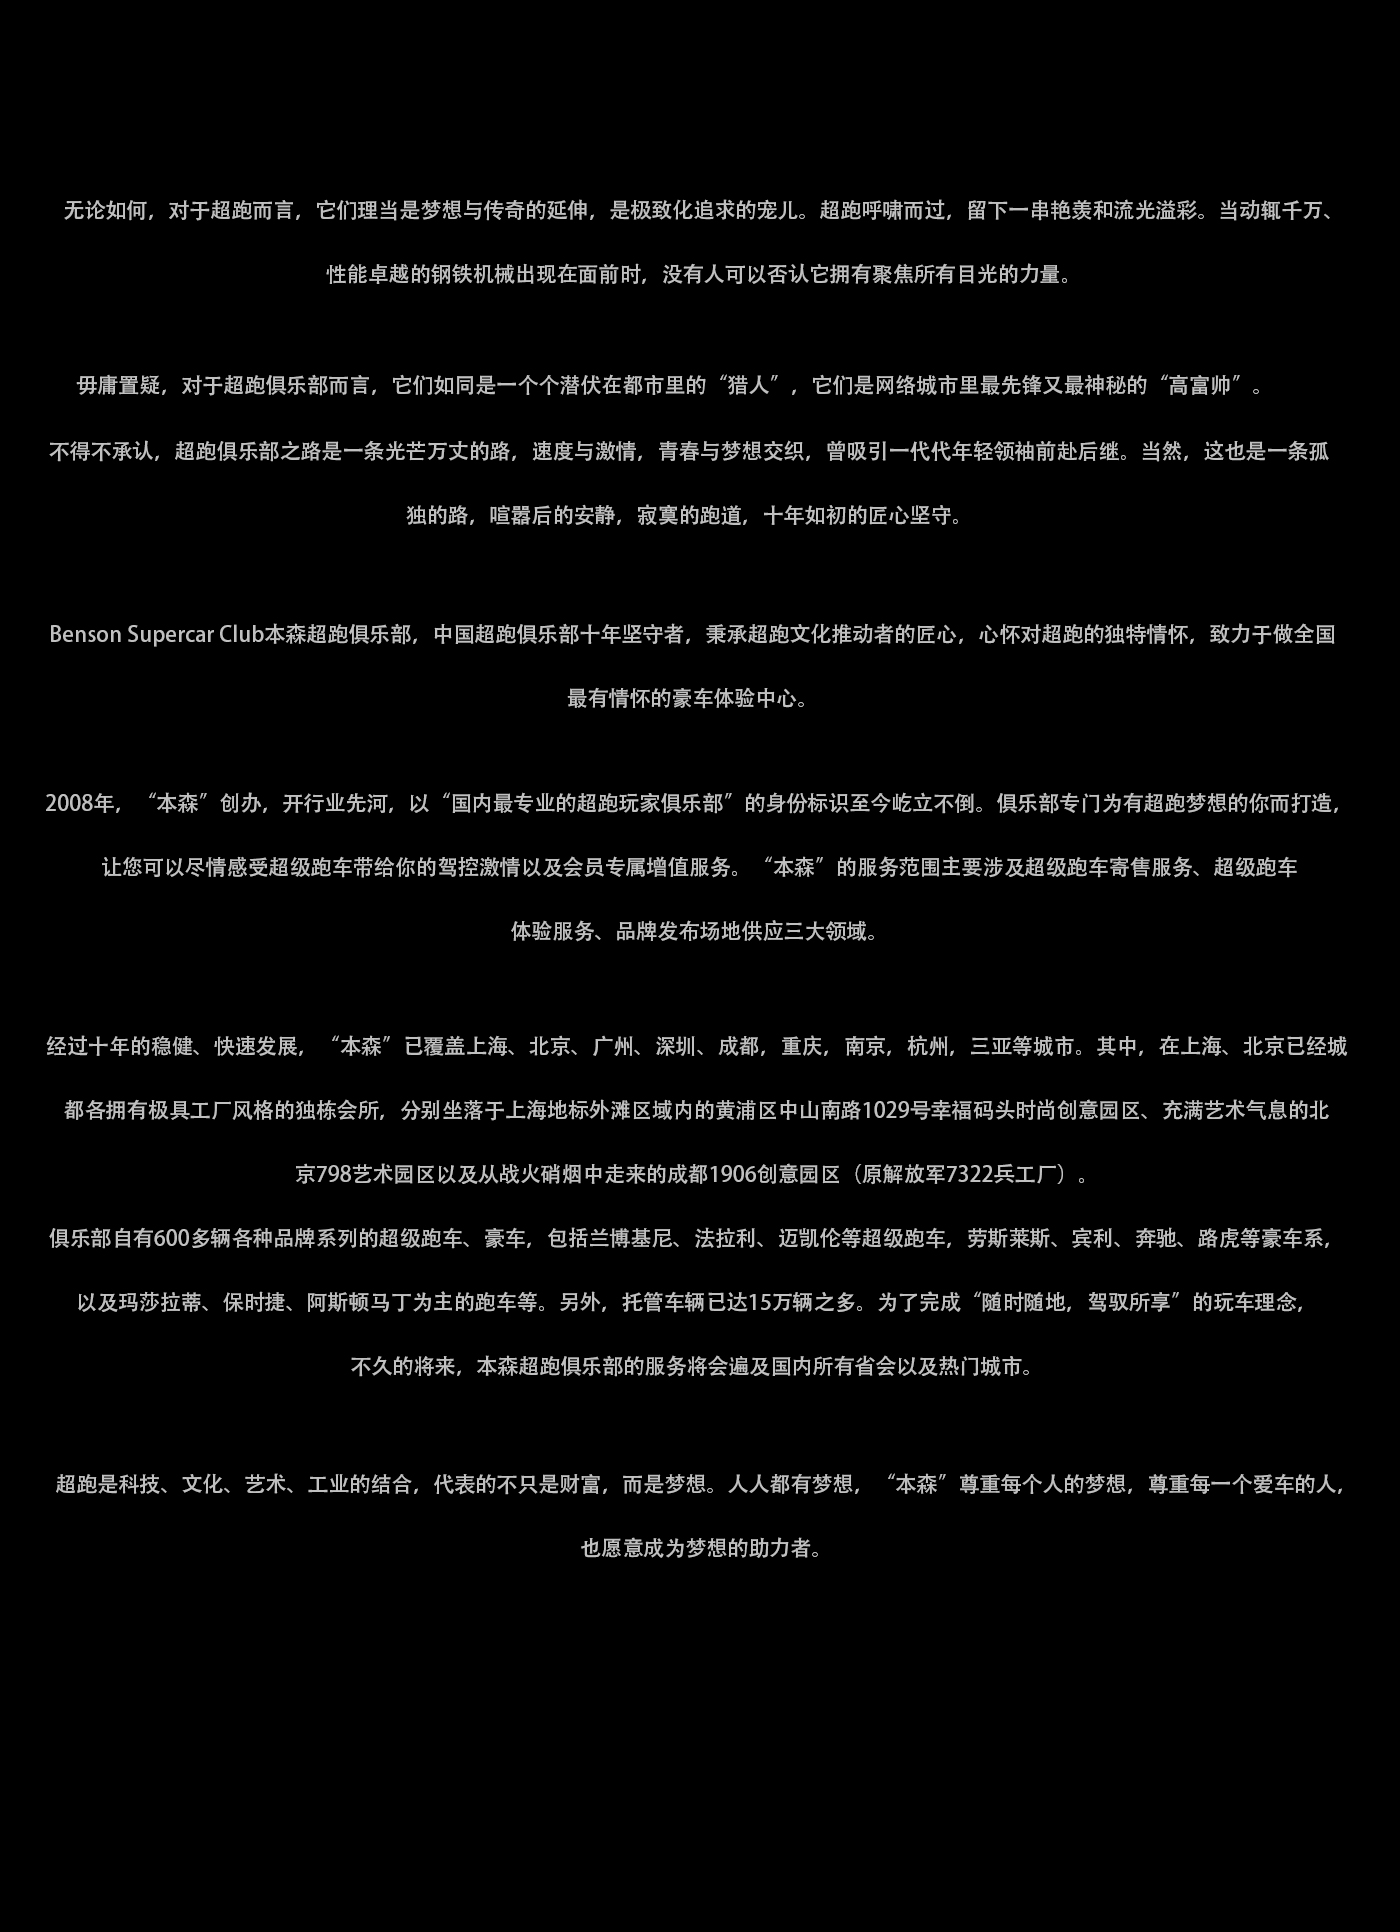 无论如何，对于超跑而言，它们理当是梦想与传奇的延伸，是极致化追求的宠儿。超跑呼啸而过，留下一串艳羡和流光溢彩。当动辄千万、
性能卓越的钢铁机械出现在面前时，没有人可以否认它拥有聚焦所有目光的力量。
毋庸置疑，对于超跑俱乐部而言，它们如同是一个个潜伏在都市里的“猎人”，它们是网络城市里最先锋又最神秘的“高富帅”。
不得不承认，超跑俱乐部之路是一条光芒万丈的路，速度与激情，青春与梦想交织，曾吸引一代代年轻领袖前赴后继。当然，这也是一条孤
独的路，喧嚣后的安静，寂寞的跑道，十年如初的匠心坚守。
Benson Supercar Club本森超跑俱乐部，中国超跑俱乐部十年坚守者，秉承超跑文化推动者的匠心，心怀对超跑的独特情怀，致力于做全国
最有情怀的豪车体验中心。
2008年，“本森”创办，开行业先河，以“国内最专业的超跑玩家俱乐部”的身份标识至今屹立不倒。俱乐部专门为有超跑梦想的你而打造，
让您可以尽情感受超级跑车带给你的驾控激情以及会员专属增值服务。“本森”的服务范围主要涉及超级跑车寄售服务、超级跑车
体验服务、品牌发布场地供应三大领域。
经过十年的稳健、快速发展，“本森”已覆盖上海、北京、广州、深圳、成都，重庆，南京，杭州，三亚等城市。其中，在上海、北京已经城
都各拥有极具工厂风格的独栋会所，分别坐落于上海地标外滩区域内的黄浦区中山南路1029号幸福码头时尚创意园区、充满艺术气息的北
京798艺术园区以及从战火硝烟中走来的成都1906创意园区（原解放军7322兵工厂）。
俱乐部自有600多辆各种品牌系列的超级跑车、豪车，包括兰博基尼、法拉利、迈凯伦等超级跑车，劳斯莱斯、宾利、奔驰、路虎等豪车系，
以及玛莎拉蒂、保时捷、阿斯顿马丁为主的跑车等。另外，托管车辆已达15万辆之多。为了完成“随时随地，驾驭所享”的玩车理念，
不久的将来，本森超跑俱乐部的服务将会遍及国内所有省会以及热门城市。
超跑是科技、文化、艺术、工业的结合，代表的不只是财富，而是梦想。人人都有梦想，“本森”尊重每个人的梦想，尊重每一个爱车的人，
也愿意成为梦想的助力者。